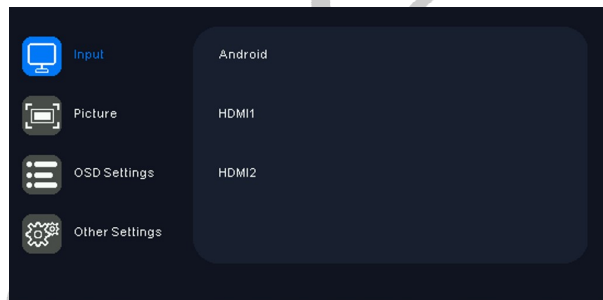 Input
Android
Picture
HDMI1
OSD Settings
HDMI2
Other Settings